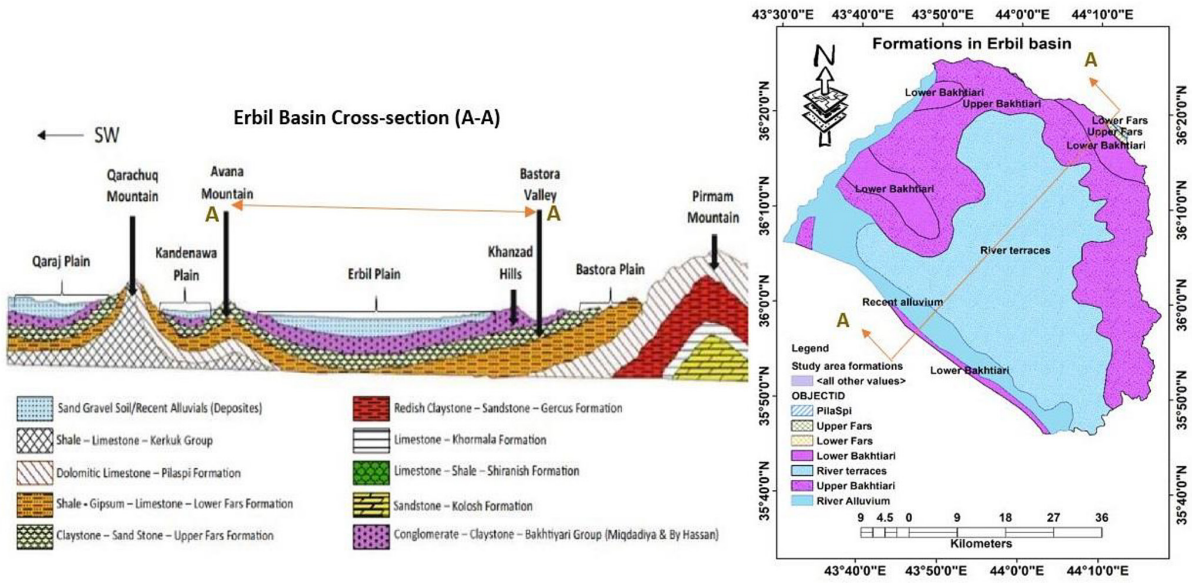 Erbil Basin Cross-section (A-A)
SW
Qarachuq
Mountain
Avana
Mountain
Bastora
Valley
Pirmam
Mountain
A
A
Qaraj Plain
Kandenawa
Plain
Erbil Plain
Khanzad
Hills
Bastora Plain
Sand Gravel Soil/Recent Alluvials (Deposites)
Shale – Limestone – Kerkuk Group
Dolomitic Limestone – Pilaspi Formation
Shale - Gipsum – Limestone – Lower Fars Formation
Claystone – Sand Stone – Upper Fars Formation
Redish Claystone – Sandstone – Gercus Formation
Limestone – Khormala Formation
Limestone – Shale – Shiranish Formation
Sandstone – Kolosh Formation
Conglomerate – Claystone – Bakhtiyari Group (Miqdadiya & By Hassan)
43°30'0"E 43°40'0"E 43°50'0"E 44°0'0"E 44°10'0"E
Formations in Erbil basin
N
A
Lower Bakhtiari
Upper Bakhtiari
Lower Fars
Upper Fars
Lower Bakhtiari
Lower Bakhtiari
River terraces
Recent alluvium
A
Lower Bakhtiari
36°20'0"N
36°10'0"N
36°0'0"N
35°50'0"N
35°40'0"N
36°20'0"N
36°10'0"N
36°0'0"N
35°50'0"N
35°40'0"N
Legend
Study area formations
<all other values>
OBJECTID
PilaSpi
Upper Fars
Lower Fars
Lower Bakhtiari
River terraces
Upper Bakhtiari
River Alluvium
9 4.5 0 9 18 27 36
Kilometers
43°40'0"E 43°50'0"E 44°0'0"E 44°10'0"E